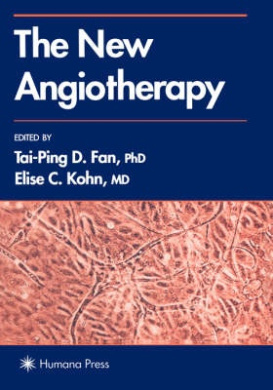 The New
Angiotherapy
EDITED BY
Tai-Ping D. Fan, PhD
Elise C. Kohn, MD
Humana Press